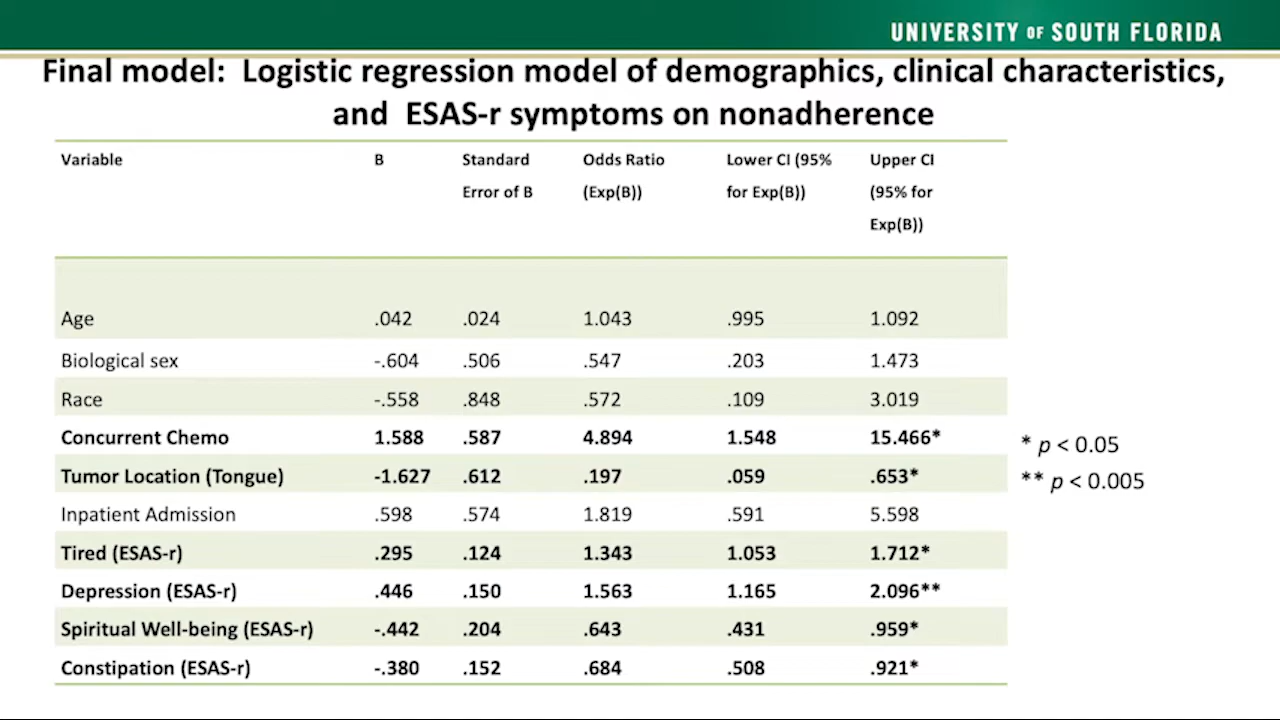 UNIVERSITY OF SOUTH FLORIDA
Final model: Logistic regression model of demographics, clinical characteristics,
and ESAS-r symptoms on nonadherence
Variable B Standard Error of B Odds Ratio (Exp(B)) Lower CI (95% for Exp(B)) Upper CI (95% for Exp(B))
Age .042 .024 1.043 .995 1.092
Biological sex -.604 .506 .547 .203 1.473
Race -.558 .848 .572 .109 3.019
Concurrent Chemo 1.588 .587 4.894 1.548 15.466*
Tumor Location (Tongue) -1.627 .612 .197 .059 .653*
Inpatient Admission .598 .574 1.819 .591 5.598
Tired (ESAS-r) .295 .124 1.343 1.053 1.712*
Depression (ESAS-r) .446 .150 1.563 1.165 2.096**
Spiritual Well-being (ESAS-r) -.442 .204 .643 .431 .959*
Constipation (ESAS-r) -.380 .152 .684 .508 .921*
* p < 0.05
** p < 0.005